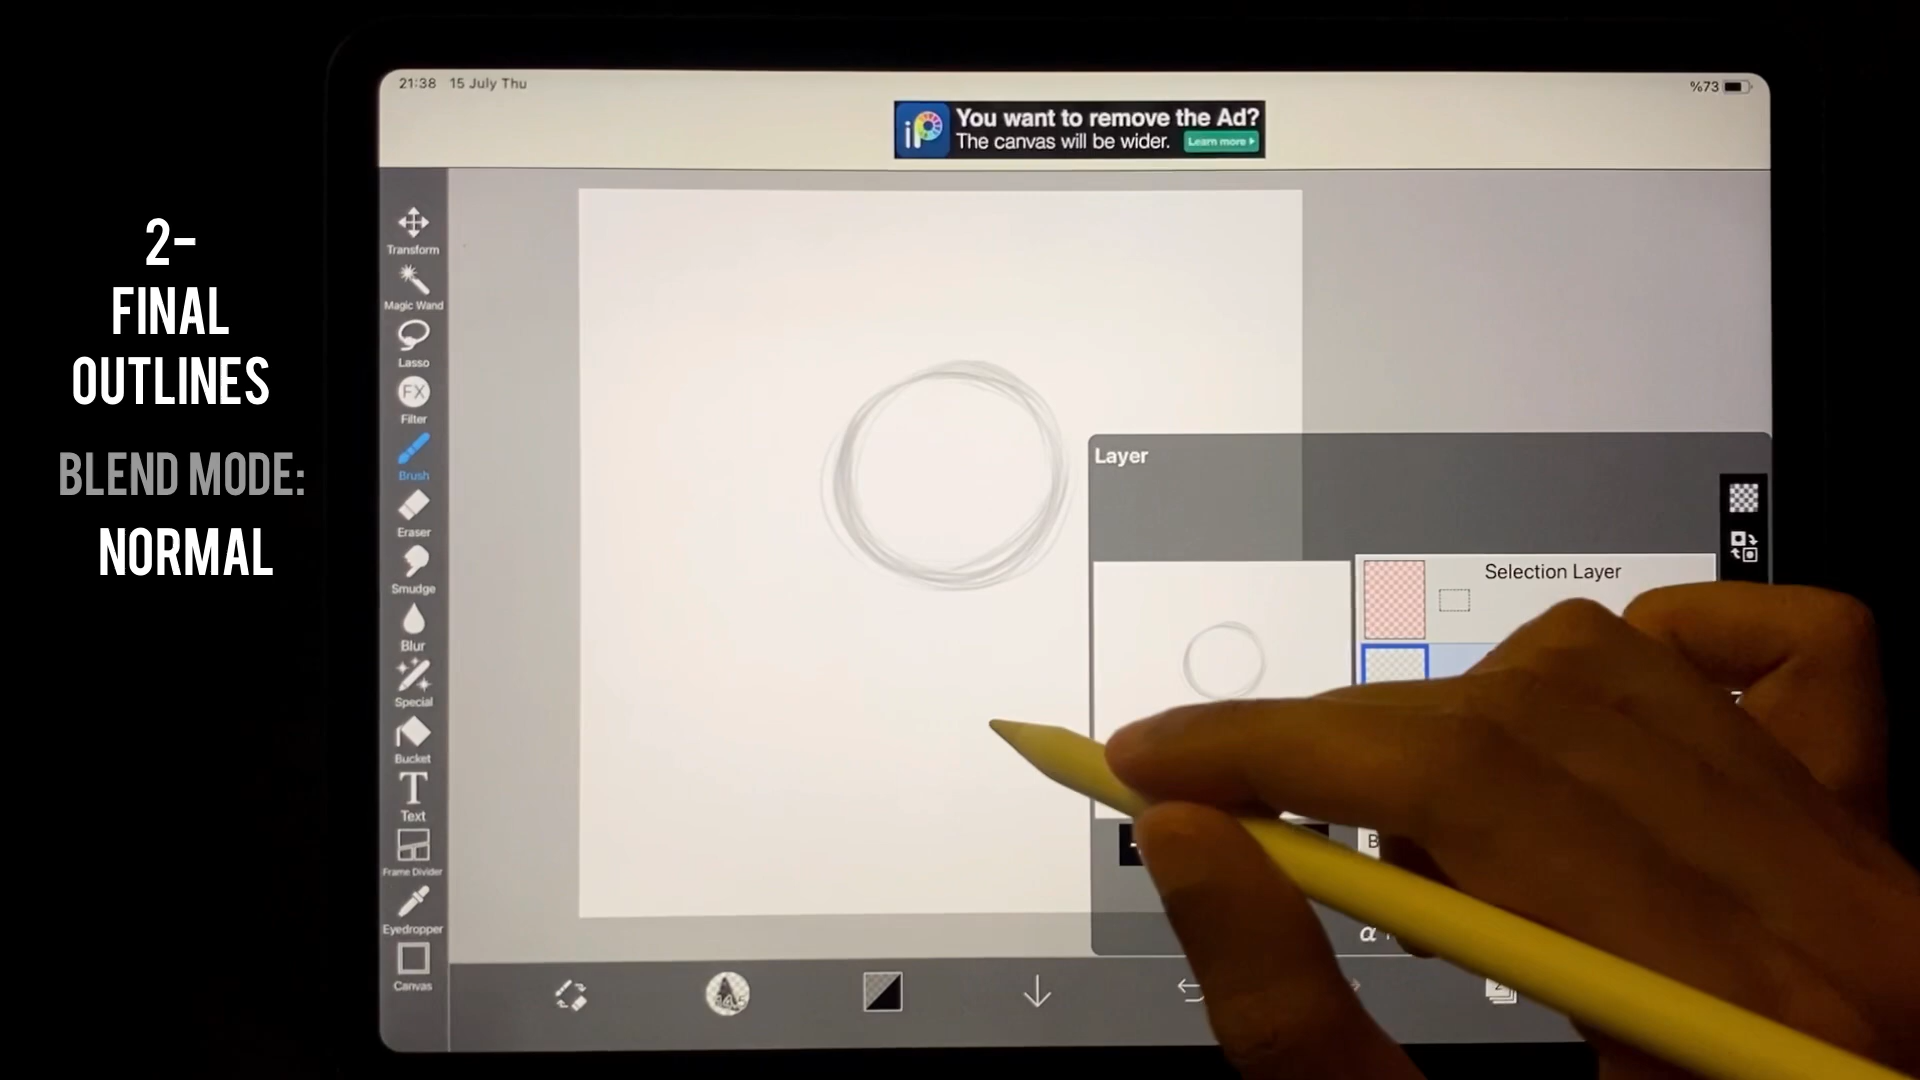 2-
FINAL
OUTLINES
BLEND MODE:
NORMAL
21:38 15 July Thu
%73
iP
You want to remove the Ad?
The canvas will be wider.
Learn more
Transform
Magic Wand
Lasso
FX
Filter
Brush
Eraser
Smudge
Blur
Special
Bucket
T
Text
Frame Divider
Eyedropper
Canvas
Layer
Selection Layer
B
α